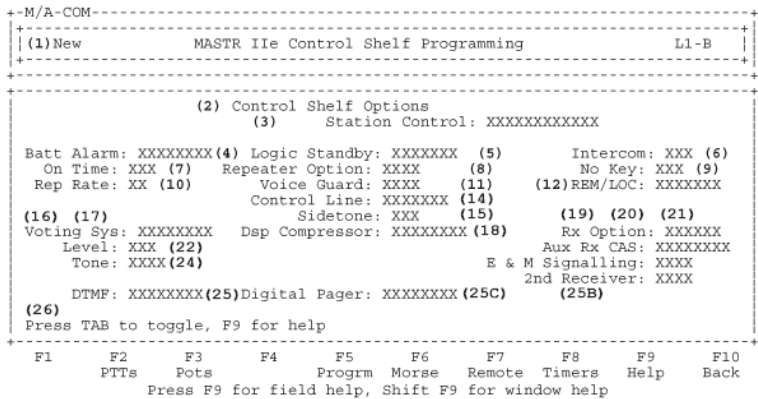 M/A-COM
(1)New MASTR IIe Control Shelf Programming L1-B
(2) Control Shelf Options
(3) Station Control: XXXXXXXXXXXX
Batt Alarm: XXXXXXXX(4) Logic Standby: XXXXXXX (5) Intercom: XXX (6)
On Time: XXX (7) Repeater Option: XXXX (8) No Key: XXX (9)
Rep Rate: XX (10) Voice Guard: XXXX (11) (12)REM/LOC: XXXXXXX
Control Line: XXXXXXX (14)
(16) (17) Sidetone: XXX (15) (19) (20) (21)
Voting Sys: XXXXXXXX Dsp Compressor: XXXXXXXX(18) Rx Option: XXXXXX
Level: XXX (22) Aux Rx CAS: XXXXXXXX
Tone: XXXX(24) E & M Signalling: XXXX
2nd Receiver: XXXX
DTMF: XXXXXXXX(25)Digital Pager: XXXXXXXX (25C) (25B)
(26)
Press TAB to toggle, F9 for help
F1 F2 F3 F4 F5 F6 F7 F8 F9 F10
PTTs Pots Progrm Morse Remote Timers Help Back
Press F9 for field help, Shift F9 for window help